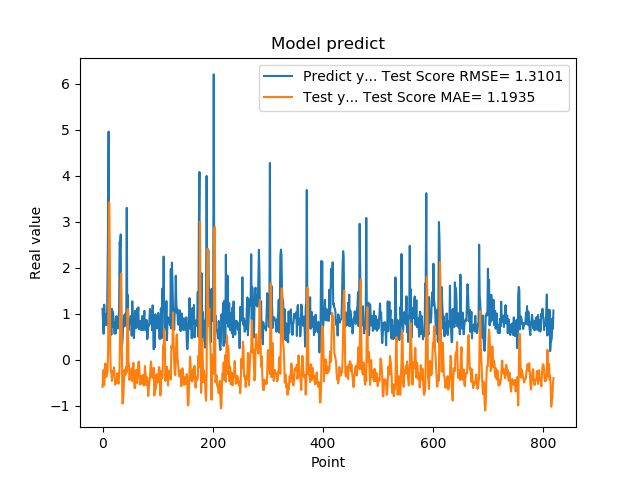 Model predict
Predict y... Test Score RMSE= 1.3101
Test y... Test Score MAE= 1.1935
6
5
4
3
2
1
0
−1
Real value
0 200 400 600 800
Point